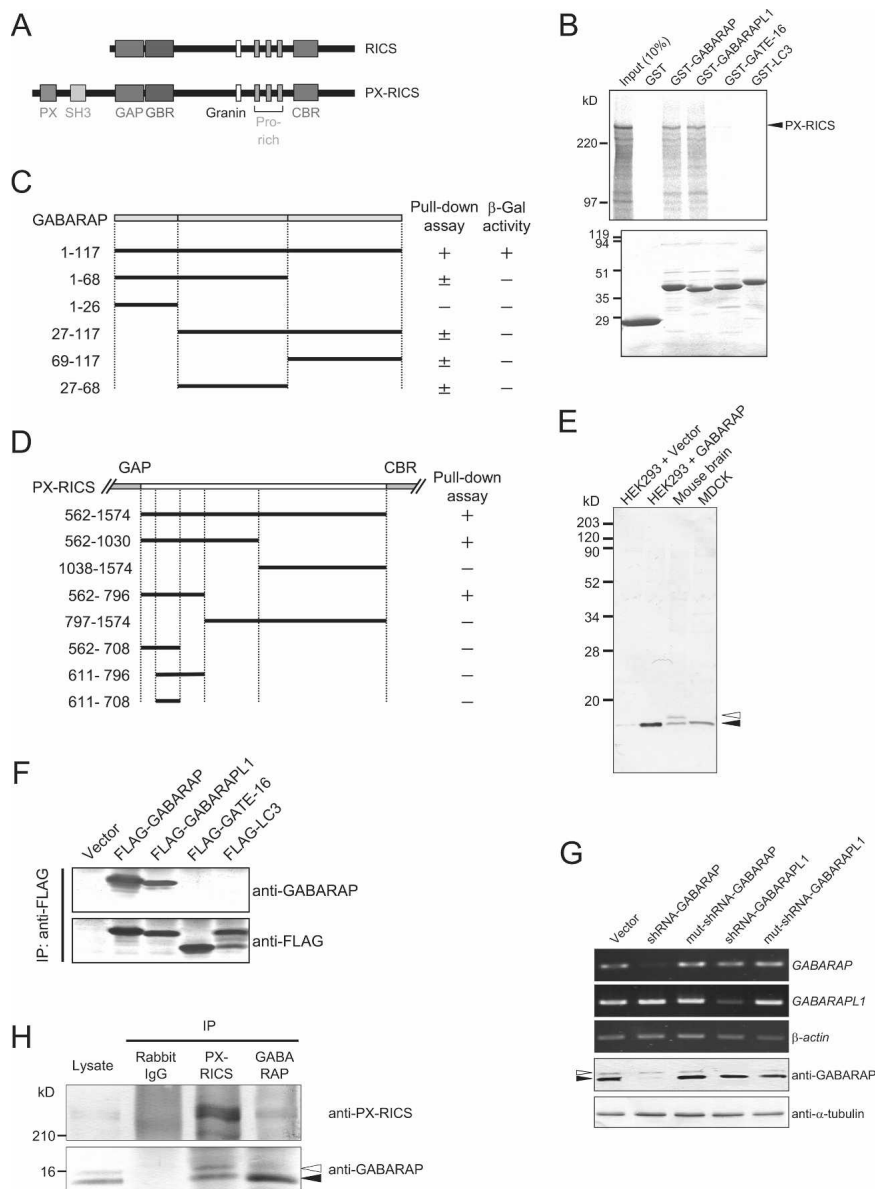 A
RICS
PX-RICS
PX SH3 GAP GBR Granin Pro-rich CBR
B
Input (10%)
GST
GST-GABARAP
GST-GABARAPL1
GST-GATE-16
GST-LC3
kD
PX-RICS
220
97
119
94
51
35
29
C
GABARAP
Pull-down assay
β-Gal activity
1-117 + +
1-68 ± −
1-26 − −
27-117 ± −
69-117 ± −
27-68 ± −
D
GAP CBR
PX-RICS
Pull-down assay
562-1574 +
562-1030 +
1038-1574 −
562- 796 +
797-1574 −
562- 708 −
611- 796 −
611- 708 −
E
HEK293 + Vector
HEK293 + GABARAP
Mouse brain
MDCK
kD
203
120
90
52
34
28
20
F
Vector
FLAG-GABARAP
FLAG-GABARAPL1
FLAG-GATE-16
FLAG-LC3
IP: anti-FLAG
anti-GABARAP
anti-FLAG
G
Vector
shRNA-GABARAP
mut-shRNA-GABARAP
shRNA-GABARAPL1
mut-shRNA-GABARAPL1
GABARAP
GABARAPL1
β-actin
anti-GABARAP
anti-α-tubulin
H
IP
Lysate
Rabbit IgG
PX-RICS
GABARAP
kD
anti-PX-RICS
210
16
anti-GABARAP